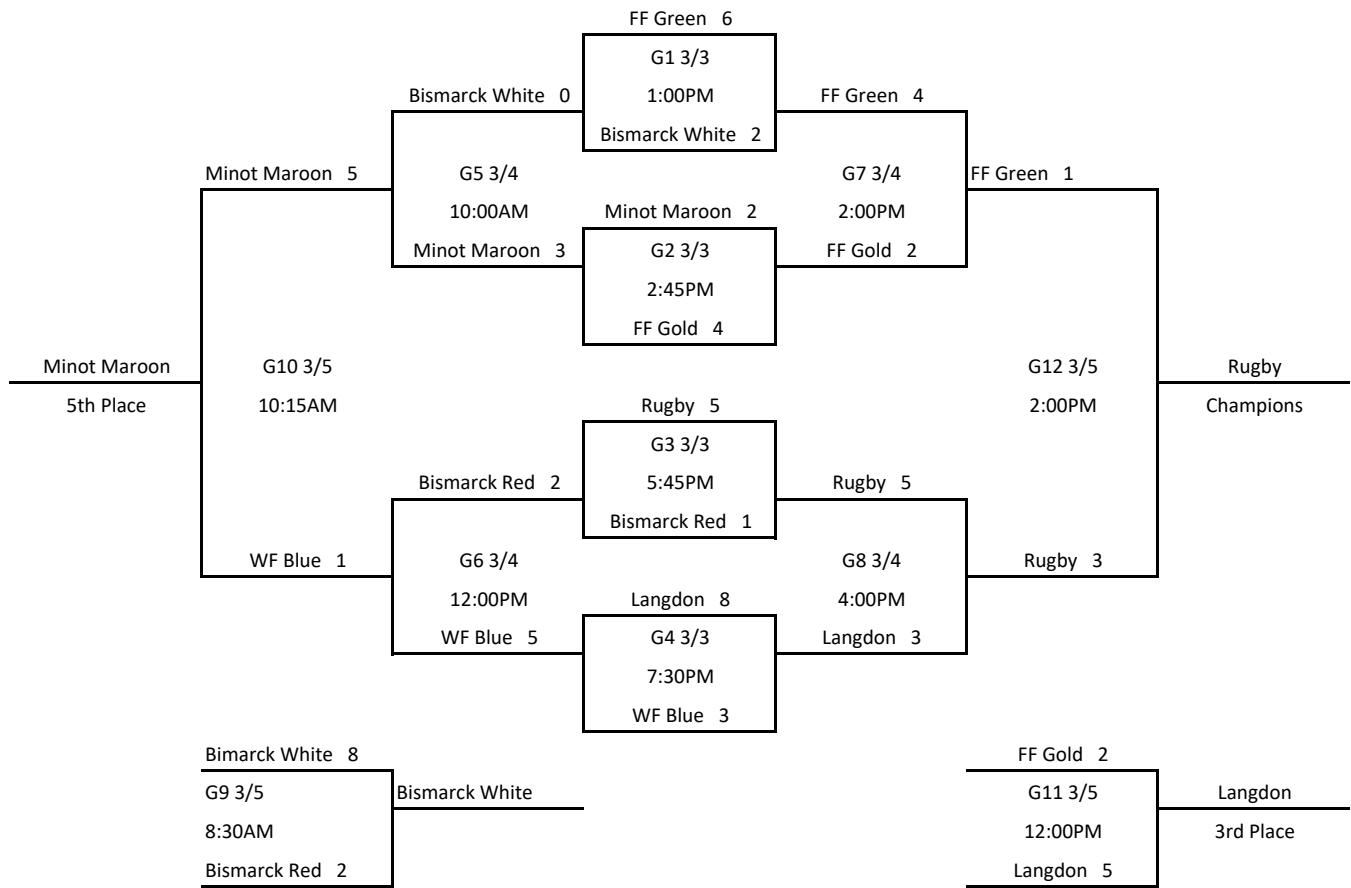 FF Green 6
G1 3/3
1:00PM
Bismarck White 0
FF Green 4
Bismarck White 2
Minot Maroon 5
G5 3/4
G7 3/4
FF Green 1
10:00AM
Minot Maroon 2
2:00PM
Minot Maroon 3
G2 3/3
FF Gold 2
2:45PM
FF Gold 4
Minot Maroon
G10 3/5
G12 3/5
Rugby
5th Place
10:15AM
Rugby 5
2:00PM
Champions
G3 3/3
Bismarck Red 2
5:45PM
Rugby 5
Bismarck Red 1
WF Blue 1
G6 3/4
G8 3/4
Rugby 3
12:00PM
Langdon 8
4:00PM
WF Blue 5
G4 3/3
Langdon 3
7:30PM
WF Blue 3
Bimarck White 8
FF Gold 2
G9 3/5
Bismarck White
G11 3/5
Langdon
8:30AM
12:00PM
3rd Place
Bismarck Red 2
Langdon 5